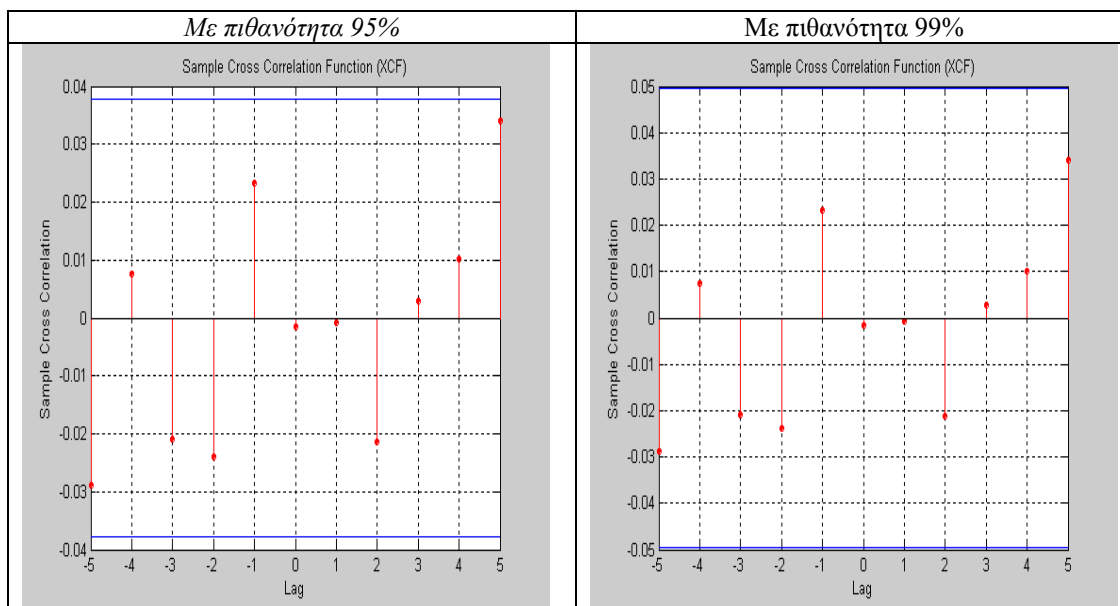 Με πιθανότητα 95%
Με πιθανότητα 99%
Sample Cross Correlation Function (XCF)
Sample Cross Correlation
0.04
0.03
0.02
0.01
0
-0.01
-0.02
-0.03
-0.04
-5 -4 -3 -2 -1 0 1 2 3 4 5
Lag
Sample Cross Correlation Function (XCF)
Sample Cross Correlation
0.05
0.04
0.03
0.02
0.01
0
-0.01
-0.02
-0.03
-0.04
-0.05
-5 -4 -3 -2 -1 0 1 2 3 4 5
Lag